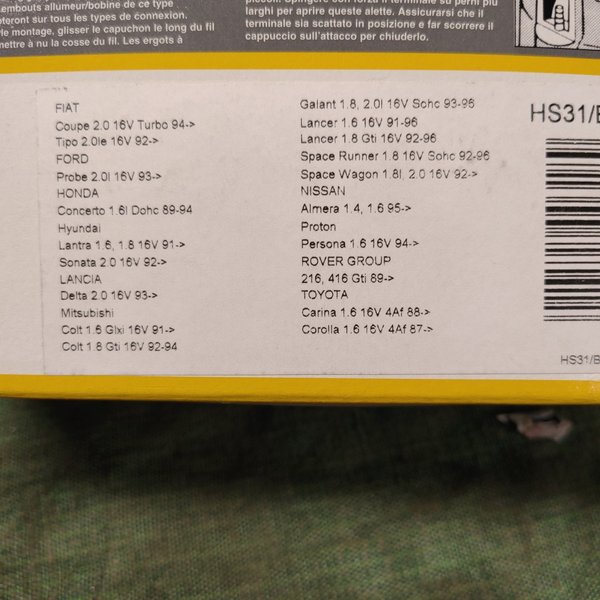 embouts allumeur/bobine de ce type
feront sur tous les types de connexion.
le montage, glisser le capuchon le long du fil
mettre à nu la cosse du fil. Les ergots à
piccoli. Spingere con forza il terminale su perni più
larghi per aprire queste alette. Assicurarsi che il
terminale sia scattato in posizione e far scorrere il
cappuccio sull'attacco per chiuderlo.
FIAT
Coupe 2.0 16V Turbo 94->
Tipo 2.0Ie 16V 92->
FORD
Probe 2.0I 16V 93->
HONDA
Concerto 1.6I Dohc 89-94
Hyundai
Lantra 1.6, 1.8 16V 91->
Sonata 2.0 16V 92->
LANCIA
Delta 2.0 16V 93->
Mitsubishi
Colt 1.6 Glxi 16V 91->
Colt 1.8 Gti 16V 92-94
Galant 1.8, 2.0I 16V Sohc 93-96
Lancer 1.6 16V 91-96
Lancer 1.8 Gti 16V 92-96
Space Runner 1.8 16V Sohc 92-96
Space Wagon 1.8I, 2.0 16V 92->
NISSAN
Almera 1.4, 1.6 95->
Proton
Persona 1.6 16V 94->
ROVER GROUP
216, 416 Gti 89->
TOYOTA
Carina 1.6 16V 4Af 88->
Corolla 1.6 16V 4Af 87->
HS31/
HS31/